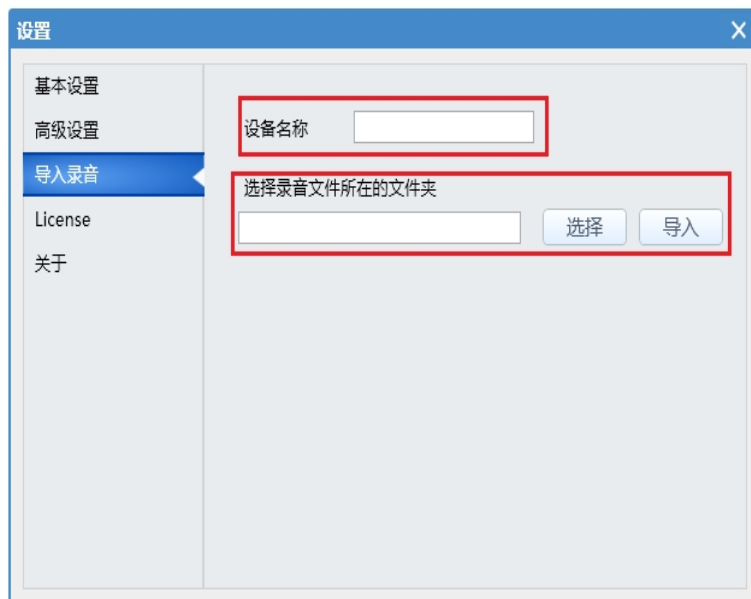 设置
基本设置
高级设置
导入录音
License
关于
设备名称
选择录音文件所在的文件夹
选择
导入